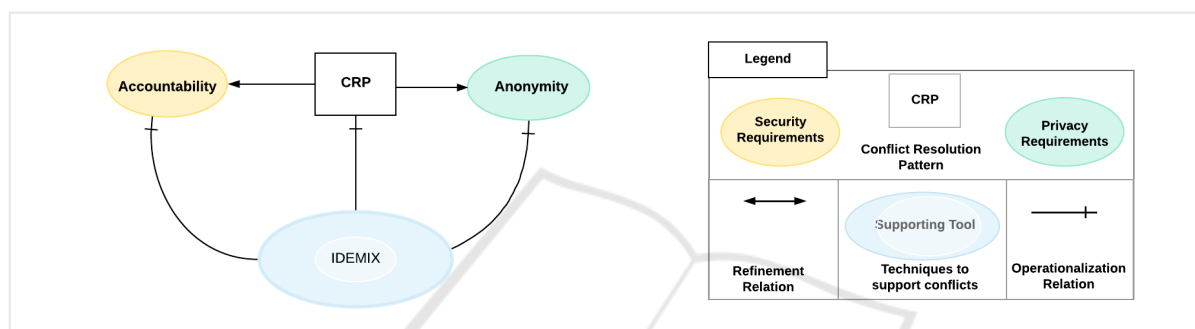 Accountability
CRP
Anonymity
IDEMIX
Legend
Security
Requirements
CRP
Conflict Resolution
Pattern
Privacy
Requirements
Refinement
Relation
Supporting Tool
Techniques to
support conflicts
Operationalization
Relation